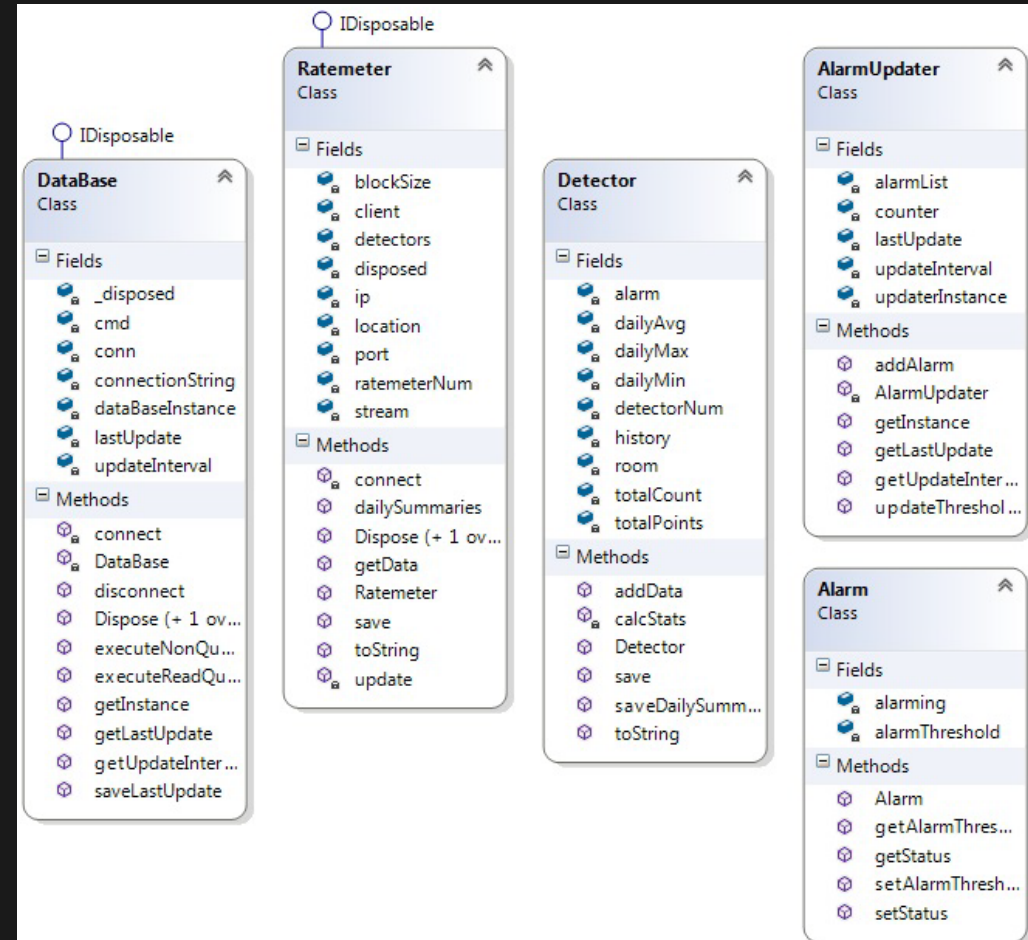 IDisposable
DataBase
Class
Fields
_disposed
cmd
conn
connectionString
dataBaseInstance
lastUpdate
updateInterval
Methods
connect
DataBase
disconnect
Dispose (+ 1 ov...
executeNonQu...
executeReadQu...
getInstance
getLastUpdate
getUpdateInter...
saveLastUpdate
IDisposable
Ratemeter
Class
Fields
blockSize
client
detectors
disposed
ip
location
port
ratemeterNum
stream
Methods
connect
dailySummaries
Dispose (+ 1 ov...
getData
Ratemeter
save
toString
update
Detector
Class
Fields
alarm
dailyAvg
dailyMax
dailyMin
detectorNum
history
room
totalCount
totalPoints
Methods
addData
calcStats
Detector
save
saveDailySumm...
toString
AlarmUpdater
Class
Fields
alarmList
counter
lastUpdate
updateInterval
updaterInstance
Methods
addAlarm
AlarmUpdater
getInstance
getLastUpdate
getUpdateInter...
updateThreshol...
Alarm
Class
Fields
alarming
alarmThreshold
Methods
Alarm
getAlarmThres...
getStatus
setAlarmThresh...
setStatus